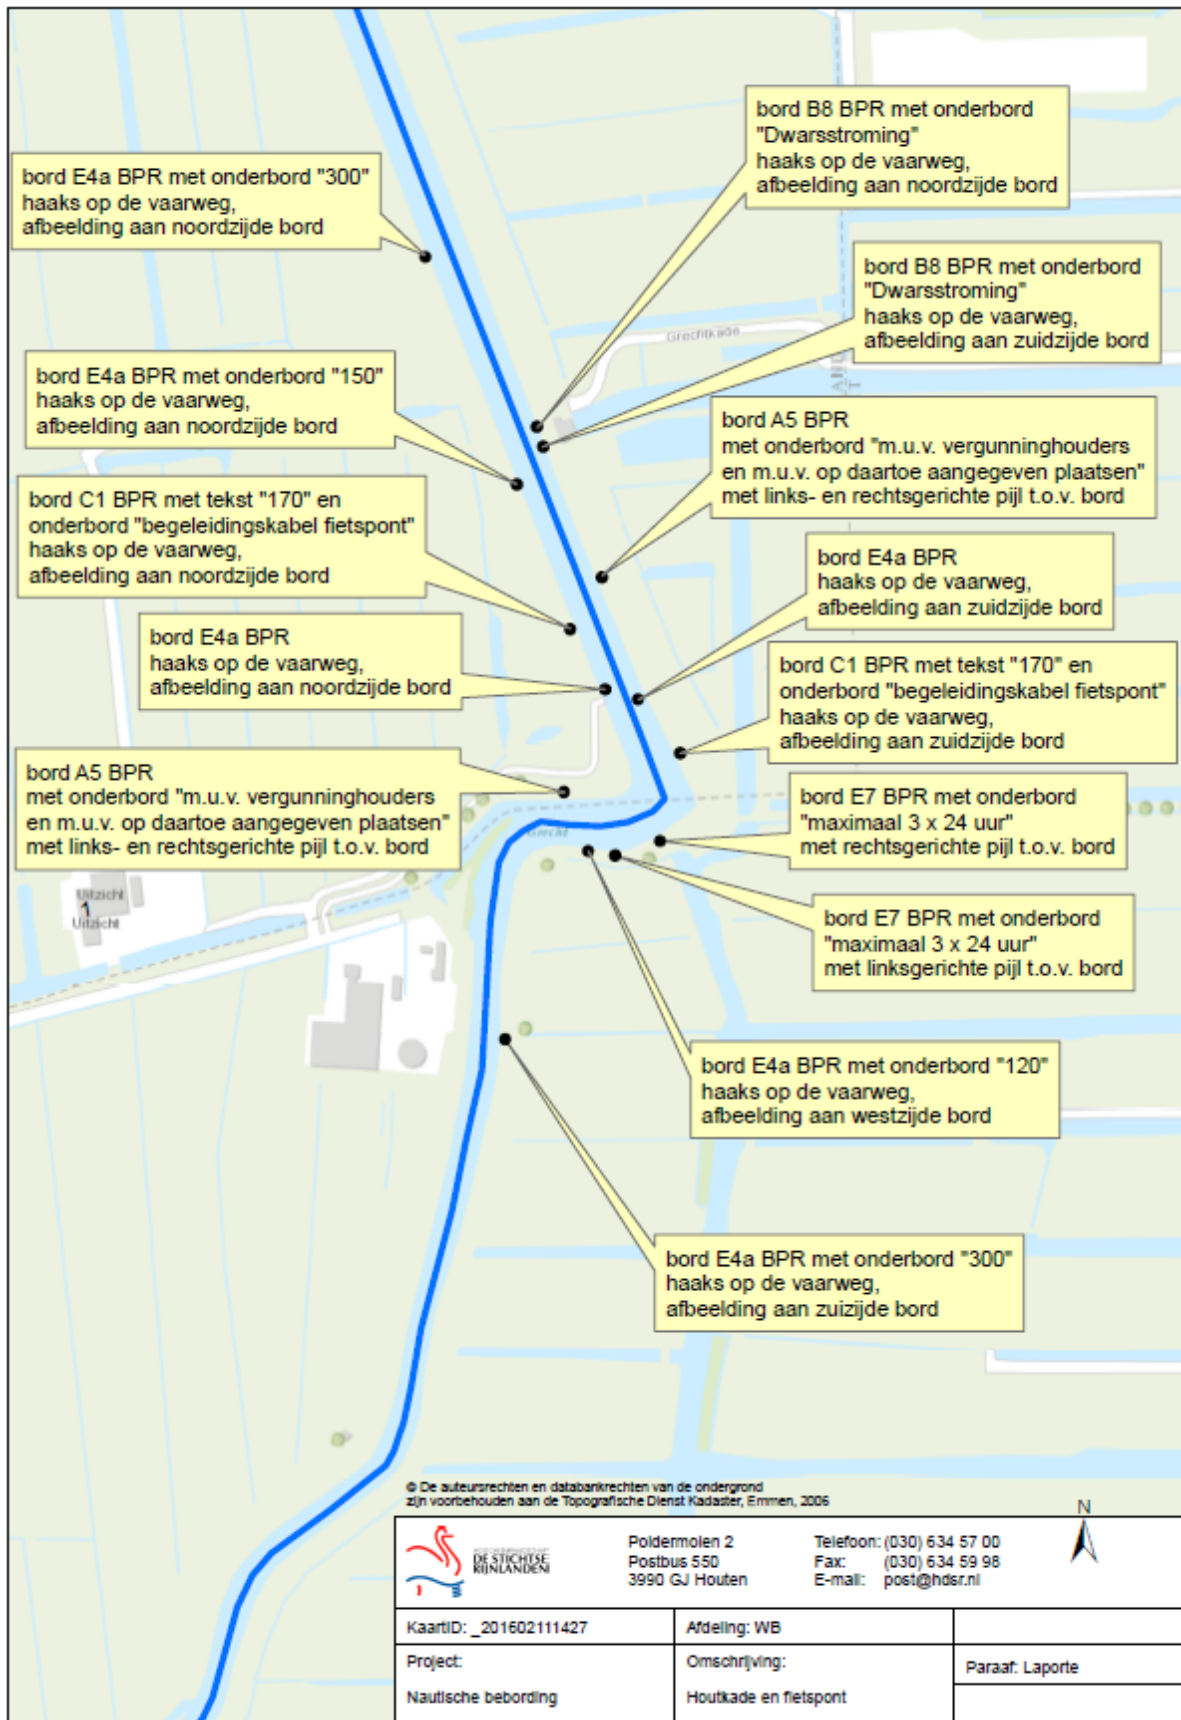 bord B8 BPR met onderbord
"Dwarsstroming"
haaks op de vaarweg,
afbeelding aan noordzijde bord
bord E4a BPR met onderbord "300"
haaks op de vaarweg,
afbeelding aan noordzijde bord
bord B8 BPR met onderbord
"Dwarsstroming"
haaks op de vaarweg,
afbeelding aan zuidzijde bord
Grechtkade
bord E4a BPR met onderbord "150"
haaks op de vaarweg,
afbeelding aan noordzijde bord
bord A5 BPR
met onderbord "m.u.v. vergunninghouders
en m.u.v. op daartoe aangegeven plaatsen"
met links- en rechtsgerichte pijl t.o.v. bord
bord C1 BPR met tekst "170" en
onderbord "begeleidingskabel fietspont"
haaks op de vaarweg,
afbeelding aan noordzijde bord
bord E4a BPR
haaks op de vaarweg,
afbeelding aan zuidzijde bord
bord E4a BPR
haaks op de vaarweg,
afbeelding aan noordzijde bord
bord C1 BPR met tekst "170" en
onderbord "begeleidingskabel fietspont"
haaks op de vaarweg,
afbeelding aan zuidzijde bord
bord A5 BPR
met onderbord "m.u.v. vergunninghouders
en m.u.v. op daartoe aangegeven plaatsen"
met links- en rechtsgerichte pijl t.o.v. bord
bord E7 BPR met onderbord
"maximaal 3 x 24 uur"
met rechtsgerichte pijl t.o.v. bord
Grecht
Uitzicht
1
Uitzicht
bord E7 BPR met onderbord
"maximaal 3 x 24 uur"
met linksgerichte pijl t.o.v. bord
bord E4a BPR met onderbord "120"
haaks op de vaarweg,
afbeelding aan westzijde bord
bord E4a BPR met onderbord "300"
haaks op de vaarweg,
afbeelding aan zuizijde bord
© De auteursrechten en databankrechten van de ondergrond
zijn voorbehouden aan de Topografische Dienst Kadaster, Emmen, 2006
N
HOOGHEEMRAADSCHAP
DE STICHTSE
RIJNLANDEN
Poldermolen 2
Postbus 550
3990 GJ Houten
Telefoon: (030) 634 57 00
Fax: (030) 634 59 98
E-mail: post@hdsr.nl
KaartID: _201602111427
Afdeling: WB
Project:
Nautische bebording
Omschrijving:
Houtkade en fietspont
Paraaf: Laporte